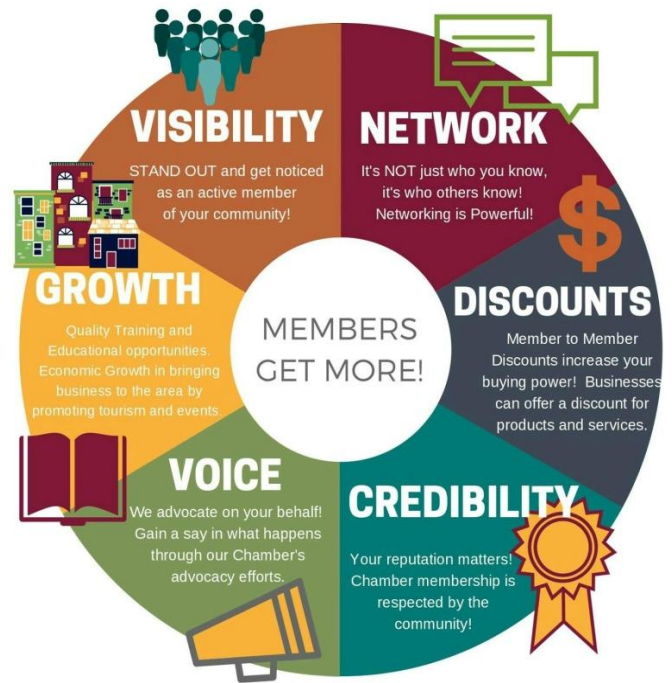 VISIBILITY
STAND OUT and get noticed
as an active member
of your community!
NETWORK
It's NOT just who you know,
it's who others know!
Networking is Powerful!
DISCOUNTS
Member to Member
Discounts increase your
buying power!  Businesses
can offer a discount for
products and services.
CREDIBILITY
Your reputation matters!
Chamber membership is
respected by the
community!
VOICE
We advocate on your behalf!
Gain a say in what happens
through our Chamber's
advocacy efforts.
GROWTH
Quality Training and
Educational opportunities.
Economic Growth in bringing
business to the area by
promoting tourism and events.
MEMBERS
GET MORE!